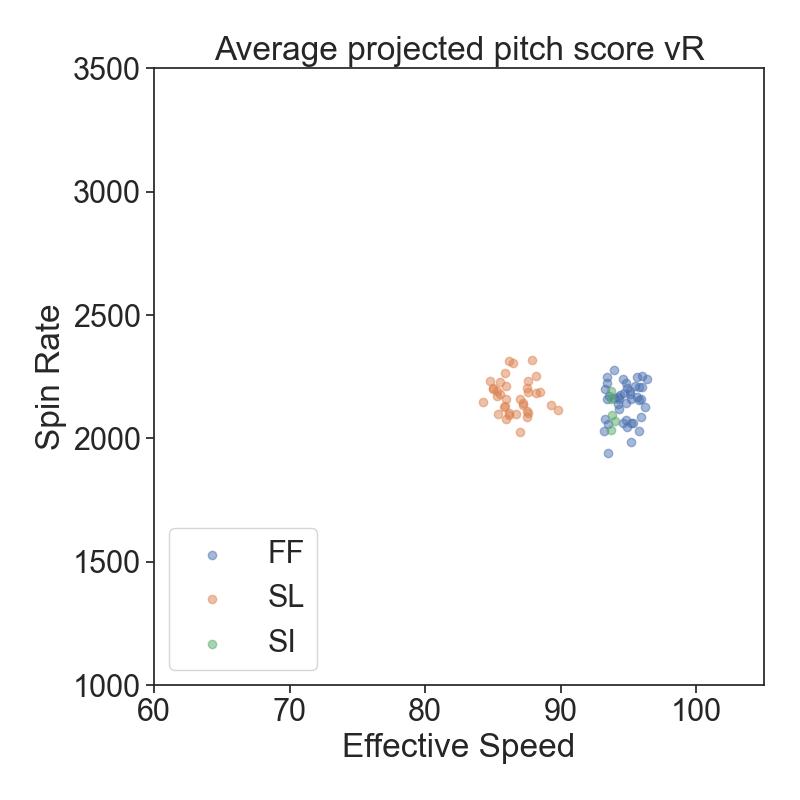 Average projected pitch score vR
3500
3000
2500
2000
1500
1000
Spin Rate
FF
SL
SI
60 70 80 90 100
Effective Speed